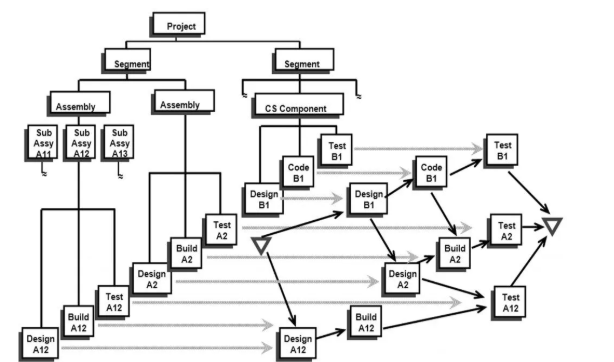 Project
Segment
Segment
Assembly
Assembly
CS Component
Sub
Assy
A11
Sub
Assy
A12
Sub
Assy
A13
Test
B1
Test
B1
Code
B1
Code
B1
Design
B1
Design
B1
Test
A2
Test
A2
Build
A2
Build
A2
Design
A2
Design
A2
Test
A12
Test
A12
Build
A12
Build
A12
Design
A12
Design
A12